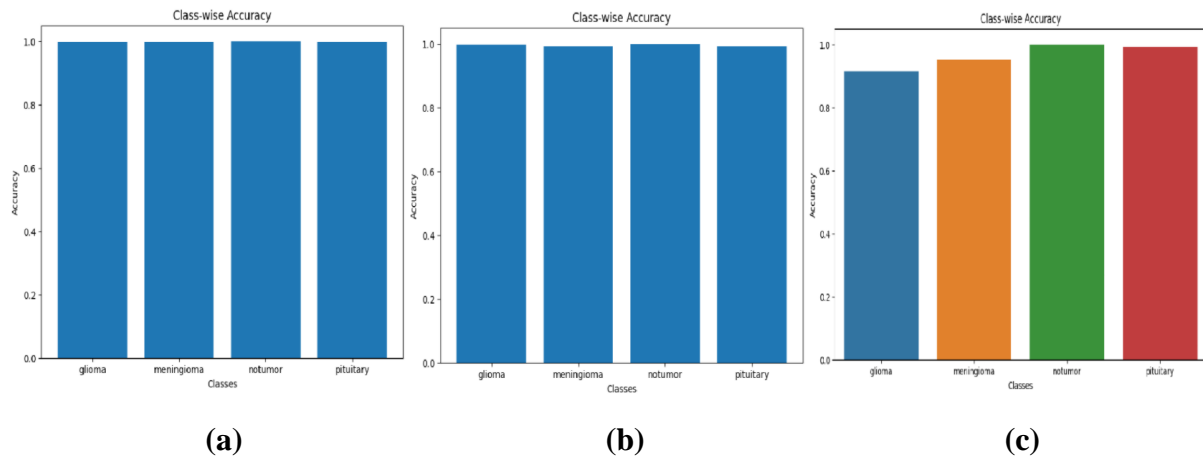 Class-wise Accuracy
Accuracy
1.0
0.8
0.6
0.4
0.2
0.0
glioma meningioma notumor pituitary
Classes
(a)
Class-wise Accuracy
Accuracy
1.0
0.8
0.6
0.4
0.2
0.0
glioma meningioma notumor pituitary
Classes
(b)
Class-wise Accuracy
Accuracy
1.0
0.8
0.6
0.4
0.2
0.0
glioma meningioma notumor pituitary
Classes
(c)